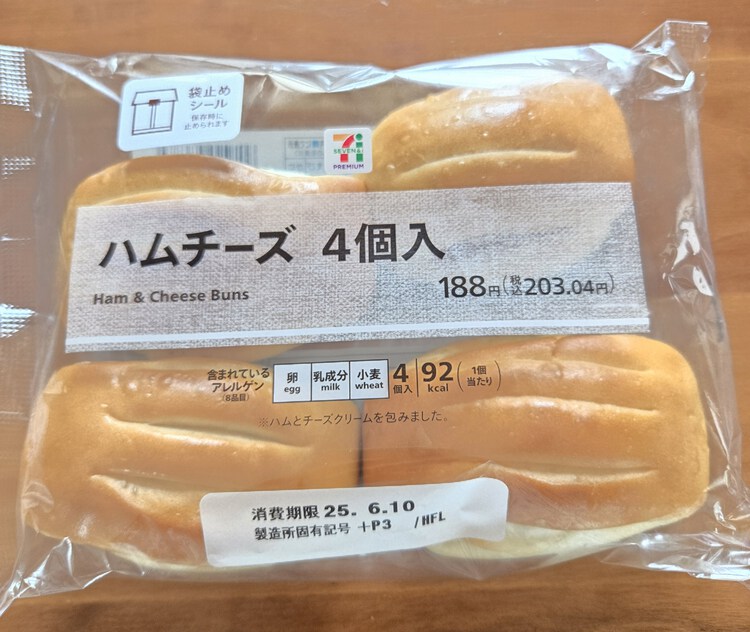 袋止め
シール
保存時に
止められます
7
SEVEN&i
PREMIUM
ハムチーズ 4個入
Ham & Cheese Buns
188円(税込203.04円)
含まれている
アレルゲン
(8品目)
卵 egg
乳成分 milk
小麦 wheat
4個入
92kcal
(1個当たり)
※ハムとチーズクリームを包みました。
消費期限 25. 6.10
製造所固有記号 +P3 /HFL